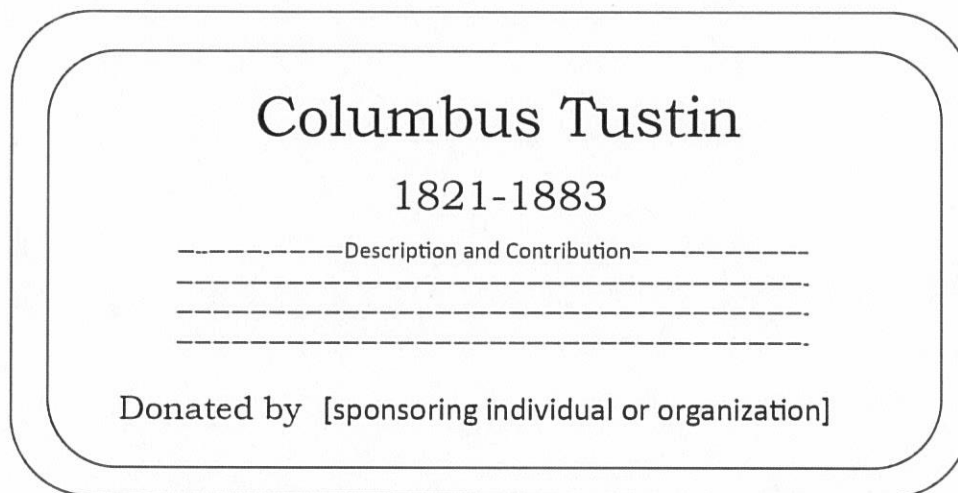 Columbus Tustin
1821-1883
—--—-—-————Description and Contribution———————————
————————————————————————————————-
————————————————————————————————-
————————————————————————————————-
Donated by [sponsoring individual or organization]